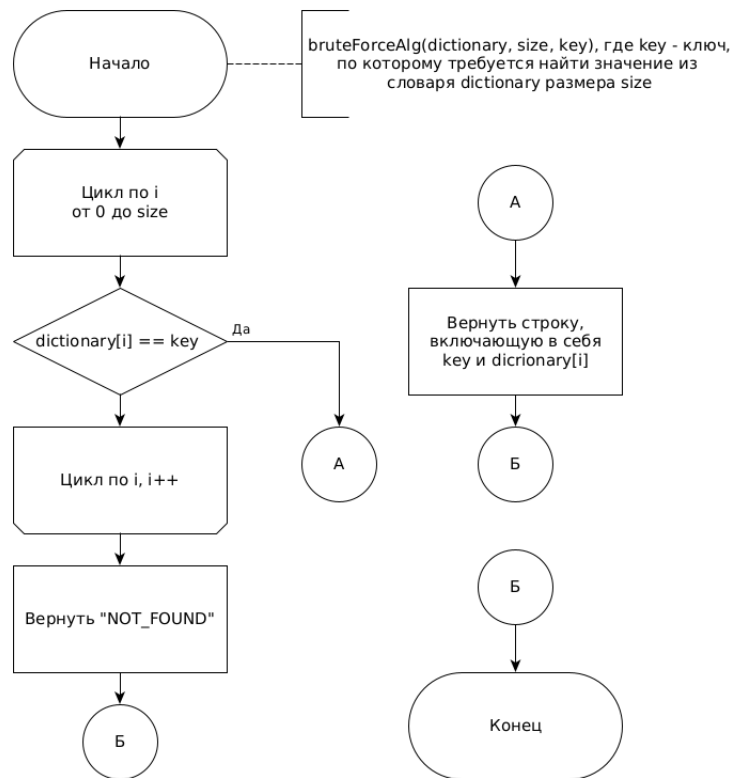 Начало
bruteForceAlg(dictionary, size, key), где key - ключ,
по которому требуется найти значение из
словаря dictionary размера size
Цикл по i
от 0 до size
dictionary[i] == key
Да
А
Цикл по i, i++
Вернуть "NOT_FOUND"
Б
А
Вернуть строку,
включающую в себя
key и dicrionary[i]
Б
Б
Конец